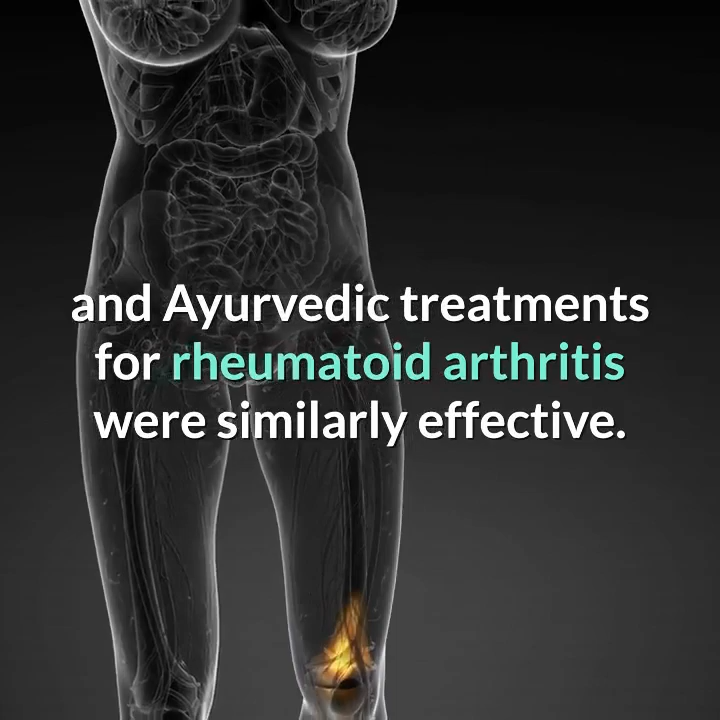 and Ayurvedic treatments
for rheumatoid arthritis
were similarly effective.